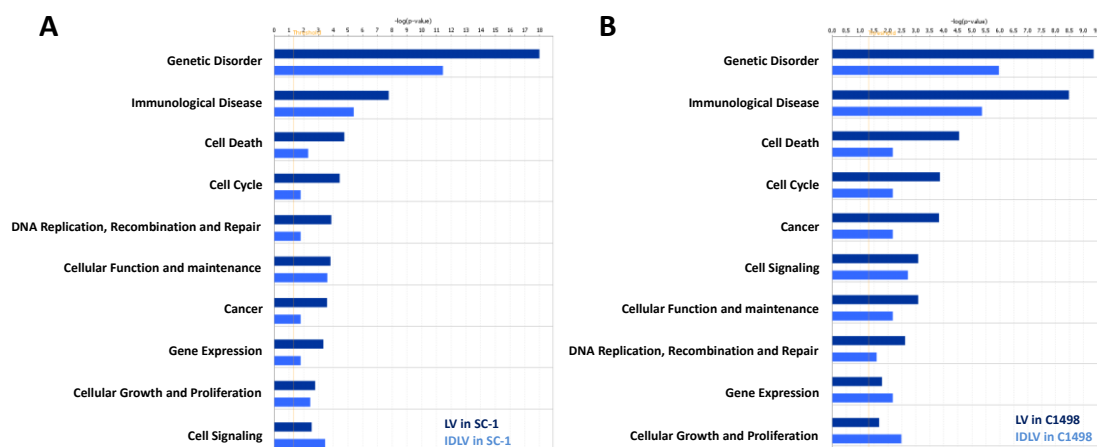 A
-log(p-value)
0 1 2 3 4 5 6 7 8 9 10 11 12 13 14 15 16 17 18
Threshold
Genetic Disorder
Immunological Disease
Cell Death
Cell Cycle
DNA Replication, Recombination and Repair
Cellular Function and maintenance
Cancer
Gene Expression
Cellular Growth and Proliferation
Cell Signaling
LV in SC-1
IDLV in SC-1
B
-log(p-value)
0.0 0.5 1.0 1.5 2.0 2.5 3.0 3.5 4.0 4.5 5.0 5.5 6.0 6.5 7.0 7.5 8.0 8.5 9.0 9.5
Genetic Disorder
Immunological Disease
Cell Death
Cell Cycle
Cancer
Cell Signaling
Cellular Function and maintenance
DNA Replication, Recombination and Repair
Gene Expression
Cellular Growth and Proliferation
LV in C1498
IDLV in C1498